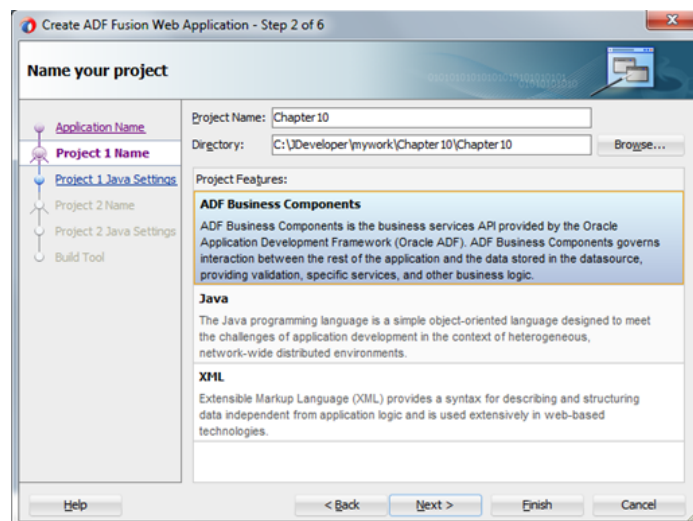 Create ADF Fusion Web Application - Step 2 of 6
Name your project
Application Name
Project 1 Name
Project 1 Java Settings
Project 2 Name
Project 2 Java Settings
Build Tool
Project Name: Chapter10
Directory: C:\JDeveloper\mywork\Chapter10\Chapter10 Browse...
Project Features:
ADF Business Components
ADF Business Components is the business services API provided by the Oracle
Application Development Framework (Oracle ADF). ADF Business Components governs
interaction between the rest of the application and the data stored in the datasource,
providing validation, specific services, and other business logic.
Java
The Java programming language is a simple object-oriented language designed to meet
the challenges of application development in the context of heterogeneous,
network-wide distributed environments.
XML
Extensible Markup Language (XML) provides a syntax for describing and structuring
data independent from application logic and is used extensively in web-based
technologies.
Help < Back Next > Finish Cancel